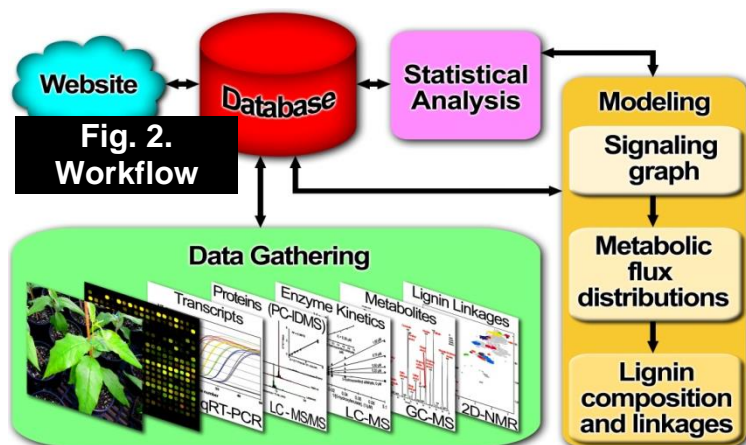 Website
Database
Statistical
Analysis
Fig. 2.
Workflow
Modeling
Signaling
graph
Metabolic
flux
distributions
Lignin
composition
and linkages
Data Gathering
Transcripts
qRT-PCR
Proteins
(PC-IDMS)
LC-MS/MS
Enzyme Kinetics
LC-MS
Metabolites
GC-MS
Lignin Linkages
2D-NMR